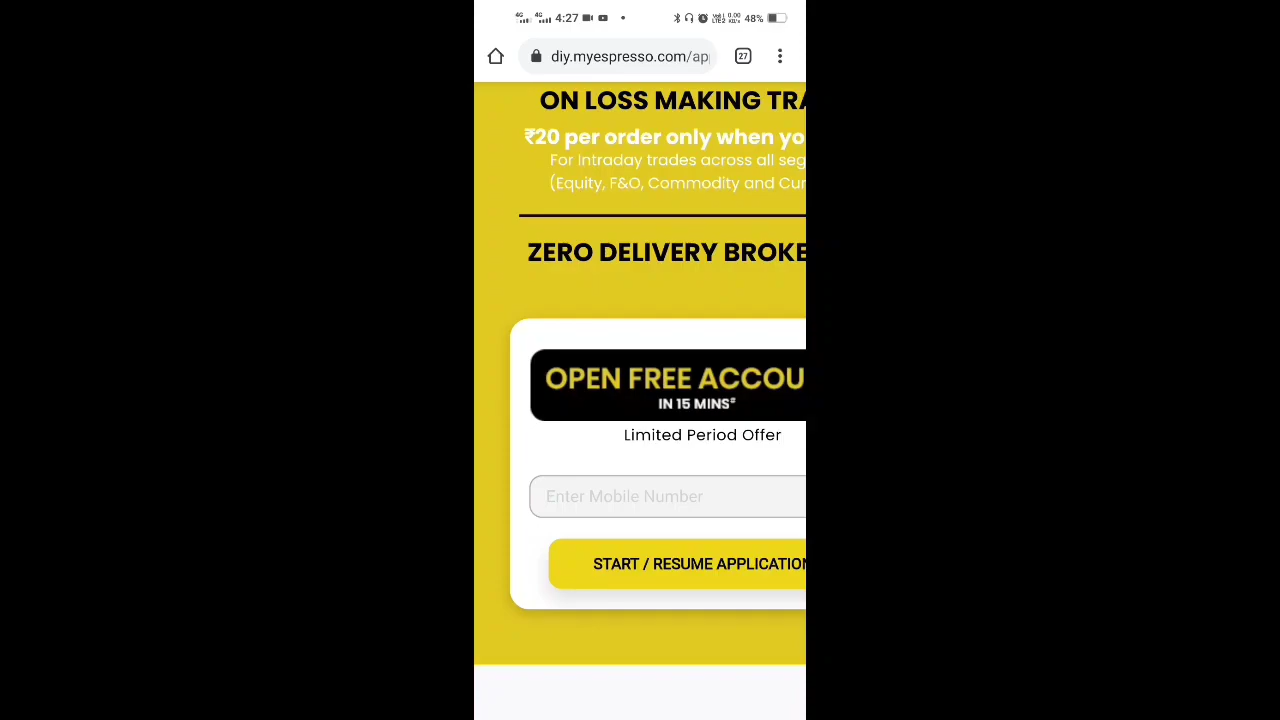 4G 4G 4:27 48%
27
diy.myespresso.com/ap
ON LOSS MAKING TRA
₹20 per order only when yo
For Intraday trades across all seg
(Equity, F&O, Commodity and Cur
ZERO DELIVERY BROKE
OPEN FREE ACCOU
IN 15 MINS#
Limited Period Offer
Enter Mobile Number
START / RESUME APPLICATION